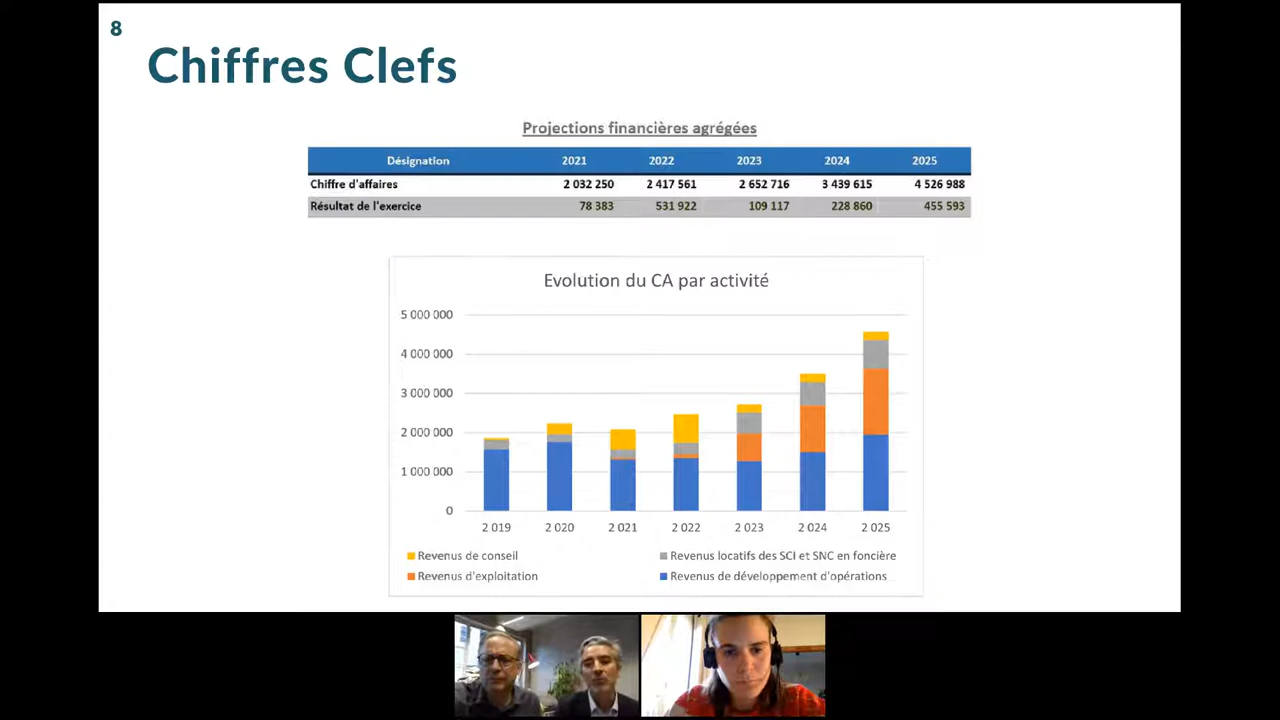 8
Chiffres Clefs
Projections financières agrégées
Désignation 2021 2022 2023 2024 2025
Chiffre d'affaires 2 032 250 2 417 561 2 652 716 3 439 615 4 526 988
Résultat de l'exercice 78 383 531 922 109 117 228 860 455 593
Evolution du CA par activité
5 000 000
4 000 000
3 000 000
2 000 000
1 000 000
0
2 019 2 020 2 021 2 022 2 023 2 024 2 025
Revenus de conseil Revenus locatifs des SCI et SNC en foncière
Revenus d'exploitation Revenus de développement d'opérations